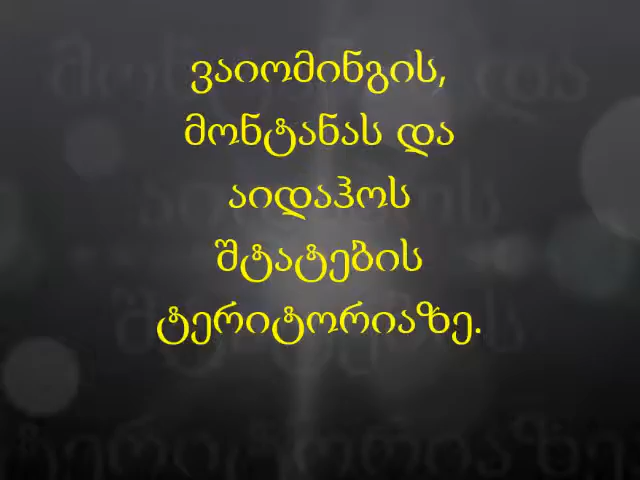 ვაიომინგის,
მონტანას და
აიდაჰოს
შტატების
ტერიტორიაზე.